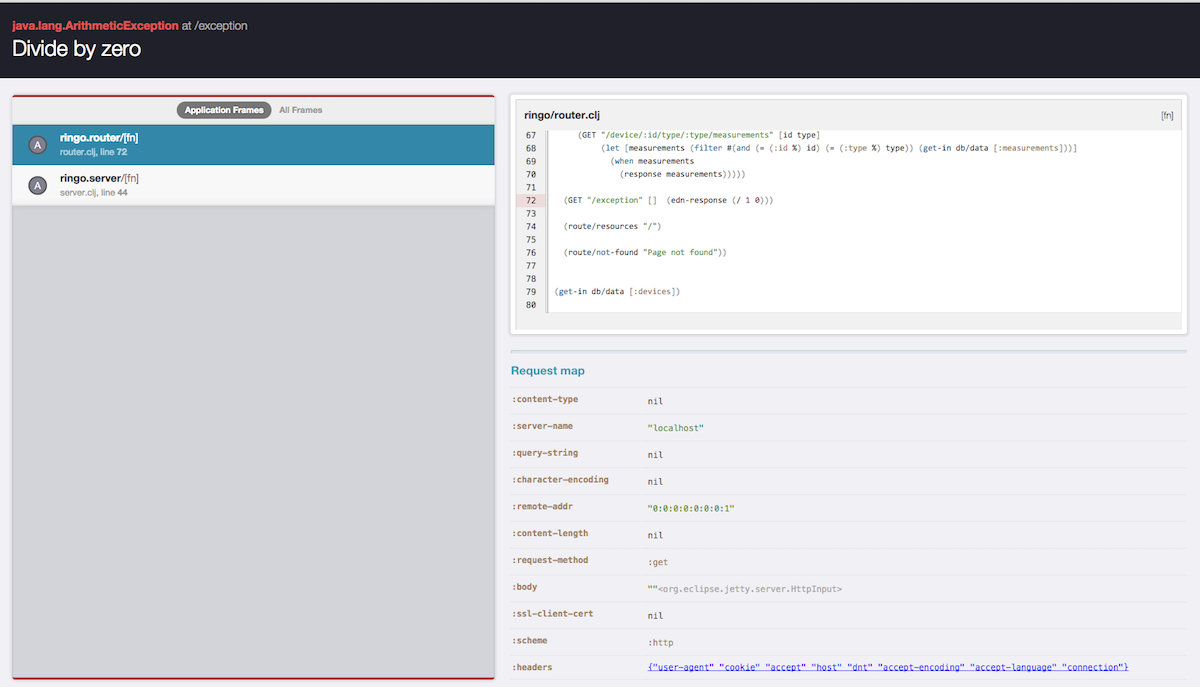 java.lang.ArithmeticException at /exception
Divide by zero
Application Frames All Frames
A
ringo.router/[fn]
router.clj, line 72
A
ringo.server/[fn]
server.clj, line 44
ringo/router.clj [fn]
67 (GET "/device/:id/type/:type/measurements" [id type]
68 (let [measurements (filter #(and (= (:id %) id) (= (:type %) type)) (get-in db/data [:measurements]))]
69 (when measurements
70 (response measurements)))))
71
72 (GET "/exception" [] (edn-response (/ 1 0)))
73
74 (route/resources "/")
75
76 (route/not-found "Page not found"))
77
78
79 (get-in db/data [:devices])
80
Request map
:content-type nil
:server-name "localhost"
:query-string nil
:character-encoding nil
:remote-addr "0:0:0:0:0:0:0:1"
:content-length nil
:request-method :get
:body ""<org.eclipse.jetty.server.HttpInput>
:ssl-client-cert nil
:scheme :http
:headers {"user-agent" "cookie" "accept" "host" "dnt" "accept-encoding" "accept-language" "connection"}